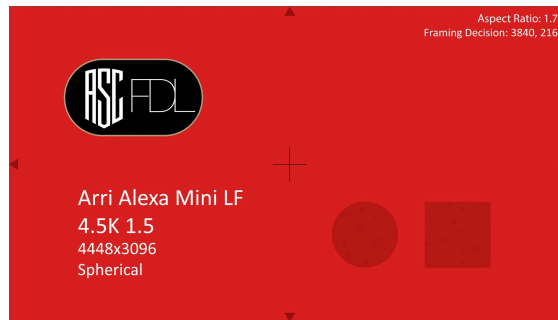 Aspect Ratio: 1.7
Framing Decision: 3840, 216
ASC FDL
Arri Alexa Mini LF
4.5K 1.5
4448x3096
Spherical